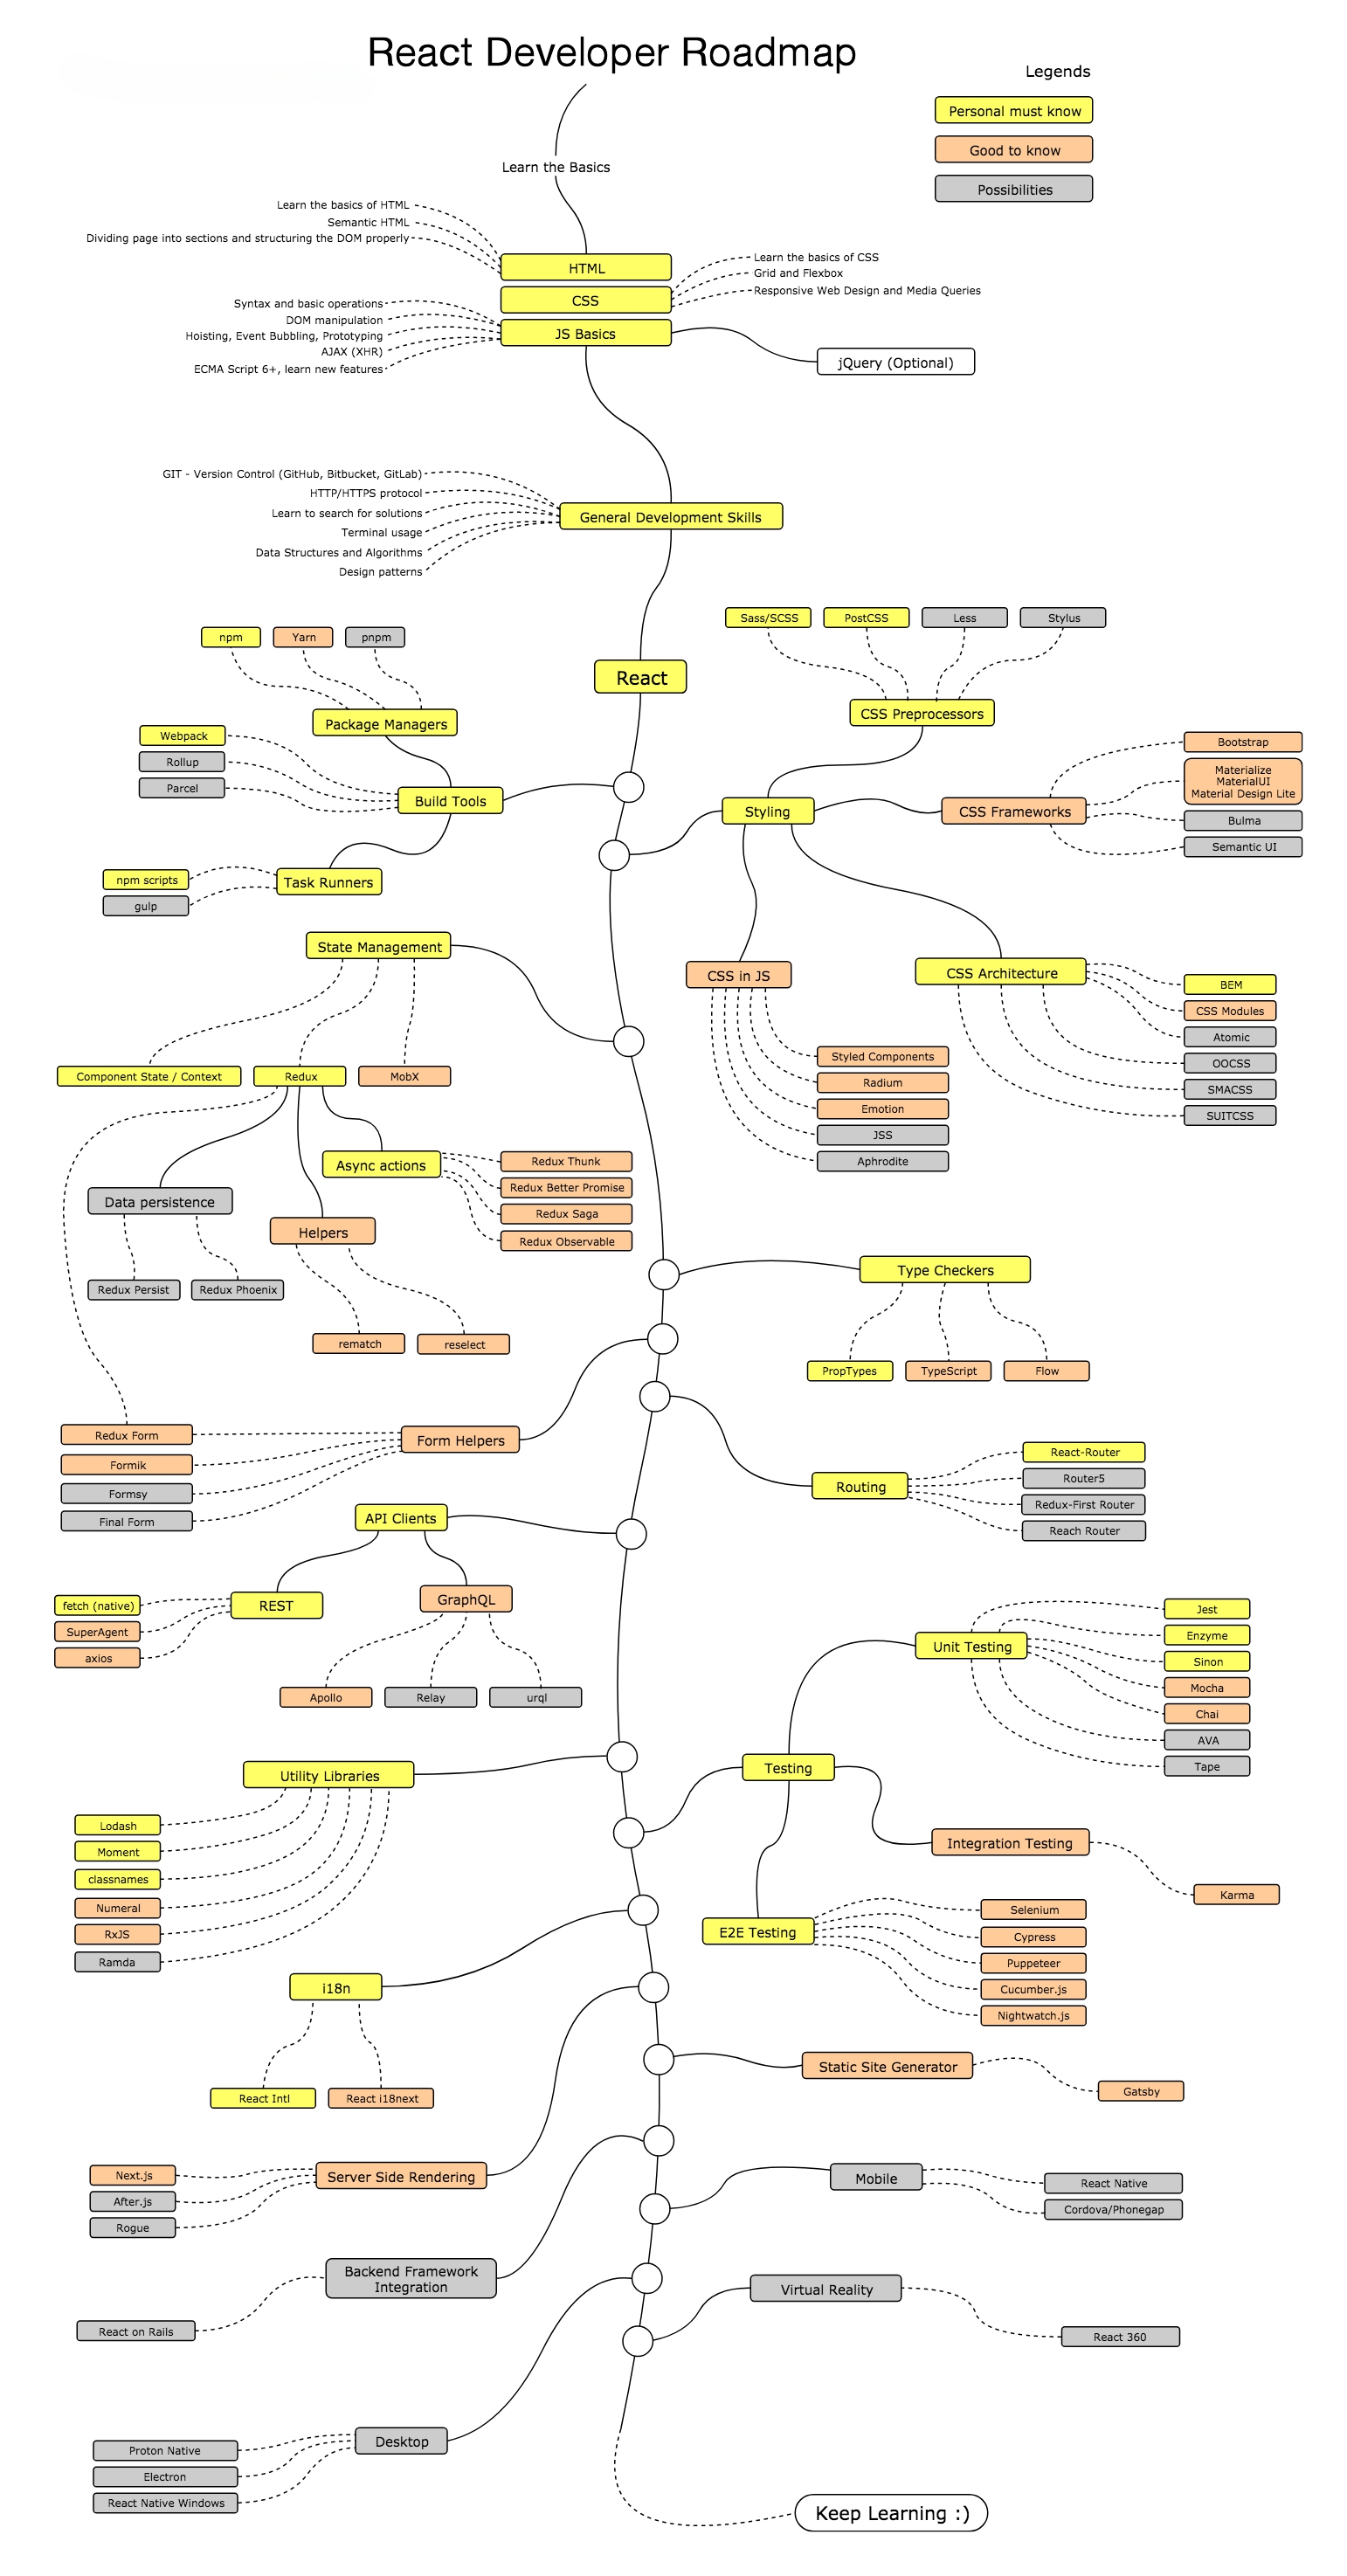 React Developer Roadmap
Legends
Personal must know
Good to know
Possibilities
Learn the Basics
Learn the basics of HTML
Semantic HTML
Dividing page into sections and structuring the DOM properly
HTML
CSS
JS Basics
Learn the basics of CSS
Grid and Flexbox
Responsive Web Design and Media Queries
Syntax and basic operations
DOM manipulation
Hoisting, Event Bubbling, Prototyping
AJAX (XHR)
ECMA Script 6+, learn new features
jQuery (Optional)
GIT - Version Control (GitHub, Bitbucket, GitLab)
HTTP/HTTPS protocol
Learn to search for solutions
Terminal usage
Data Structures and Algorithms
Design patterns
General Development Skills
React
npm
Yarn
pnpm
Package Managers
Webpack
Rollup
Parcel
Build Tools
npm scripts
gulp
Task Runners
Sass/SCSS
PostCSS
Less
Stylus
CSS Preprocessors
Styling
CSS Frameworks
Bootstrap
Materialize
MaterialUI
Material Design Lite
Bulma
Semantic UI
CSS in JS
Styled Components
Radium
Emotion
JSS
Aphrodite
CSS Architecture
BEM
CSS Modules
Atomic
OOCSS
SMACSS
SUITCSS
State Management
Component State / Context
Redux
MobX
Async actions
Redux Thunk
Redux Better Promise
Redux Saga
Redux Observable
Data persistence
Redux Persist
Redux Phoenix
Helpers
rematch
reselect
Type Checkers
PropTypes
TypeScript
Flow
Form Helpers
Redux Form
Formik
Formsy
Final Form
Routing
React-Router
Router5
Redux-First Router
Reach Router
API Clients
REST
fetch (native)
SuperAgent
axios
GraphQL
Apollo
Relay
urql
Utility Libraries
Lodash
Moment
classnames
Numeral
RxJS
Ramda
Testing
Unit Testing
Jest
Enzyme
Sinon
Mocha
Chai
AVA
Tape
Integration Testing
Karma
E2E Testing
Selenium
Cypress
Puppeteer
Cucumber.js
Nightwatch.js
i18n
React Intl
React i18next
Static Site Generator
Gatsby
Server Side Rendering
Next.js
After.js
Rogue
Mobile
React Native
Cordova/Phonegap
Backend Framework
Integration
React on Rails
Virtual Reality
React 360
Desktop
Proton Native
Electron
React Native Windows
Keep Learning :)